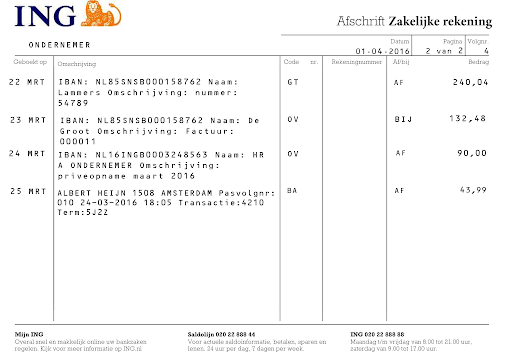 ING
Afschrift Zakelijke rekening
ONDERNEMER
Datum Pagina Volgnr
01-04-2016 2 van 2 4
Geboekt op Omschrijving Code nr. Rekeningnummer Af/bij Bedrag
22 MRT IBAN: NL85SNSB000158762 Naam: GT AF 240,04
Lammers Omschrijving: nummer:
54789
23 MRT IBAN: NL85SNSB000158762 Naam: De OV BIJ 132,48
Groot Omschrijving: Factuur:
000011
24 MRT IBAN: NL16INGB0003248563 Naam: HR OV AF 90,00
A ONDERNEMER Omschrijving:
priveopname maart 2016
25 MRT ALBERT HEIJN 1508 AMSTERDAM Pasvolgnr: BA AF 43,99
010 24-03-2016 18:05 Transactie:4210
Term:5J2Z
Mijn ING Saldolijn 020 22 888 44 ING 020 22 888 88
Overal snel en makkelijk online uw bankzaken Voor actuele saldoinformatie, betalen, sparen en Maandag t/m vrijdag van 8.00 tot 21.00 uur,
regelen. Kijk voor meer informatie op ING.nl lenen, 24 uur per dag, 7 dagen per week. zaterdag van 9.00 tot 17.00 uur.